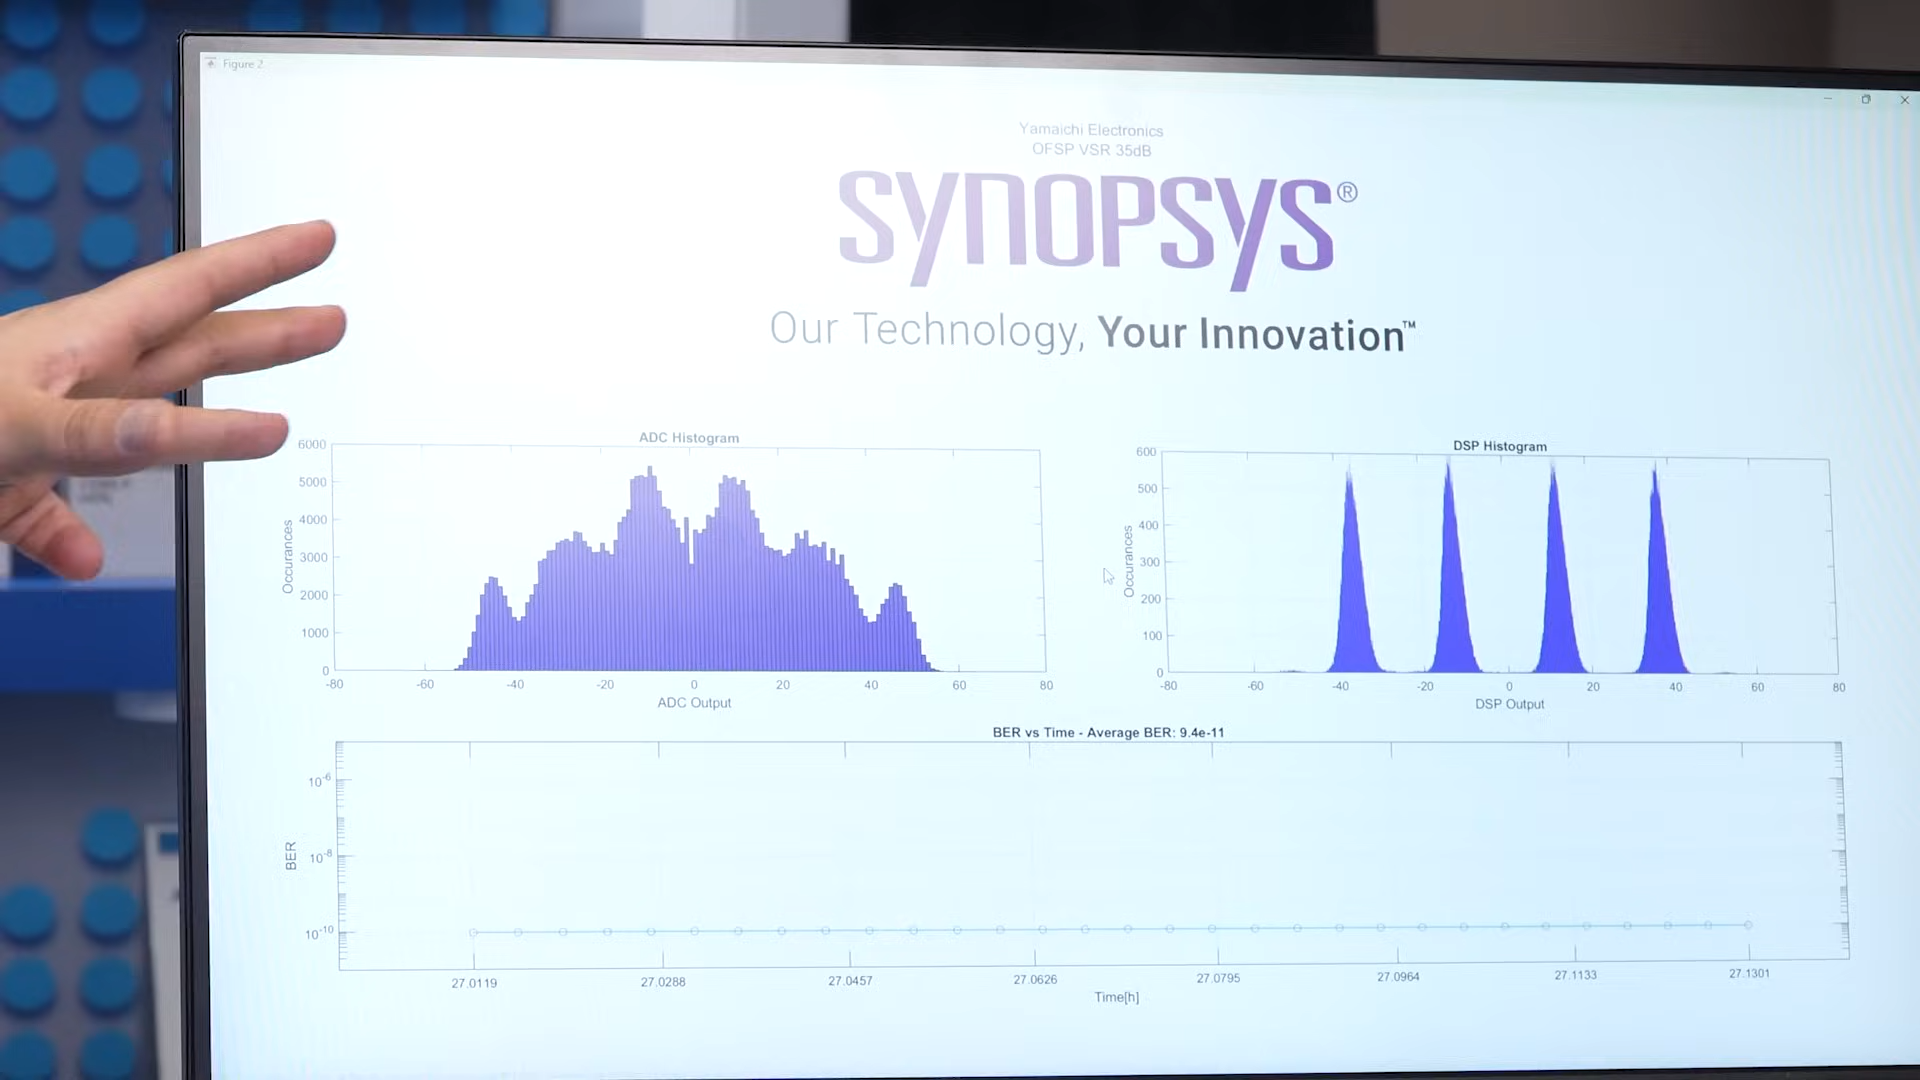 Figure 2
Yamaichi Electronics
OFSP VSR 35dB
SYNOPSYS®
Our Technology, Your Innovation™
ADC Histogram
6000
5000
4000
3000
2000
1000
0
Occurances
-80 -60 -40 -20 0 20 40 60 80
ADC Output
DSP Histogram
600
500
400
300
200
100
0
Occurances
-80 -60 -40 -20 0 20 40 60 80
DSP Output
BER vs Time - Average BER: 9.4e-11
10⁻⁶
10⁻⁸
10⁻¹⁰
BER
27.0119 27.0288 27.0457 27.0626 27.0795 27.0964 27.1133 27.1301
Time[h]